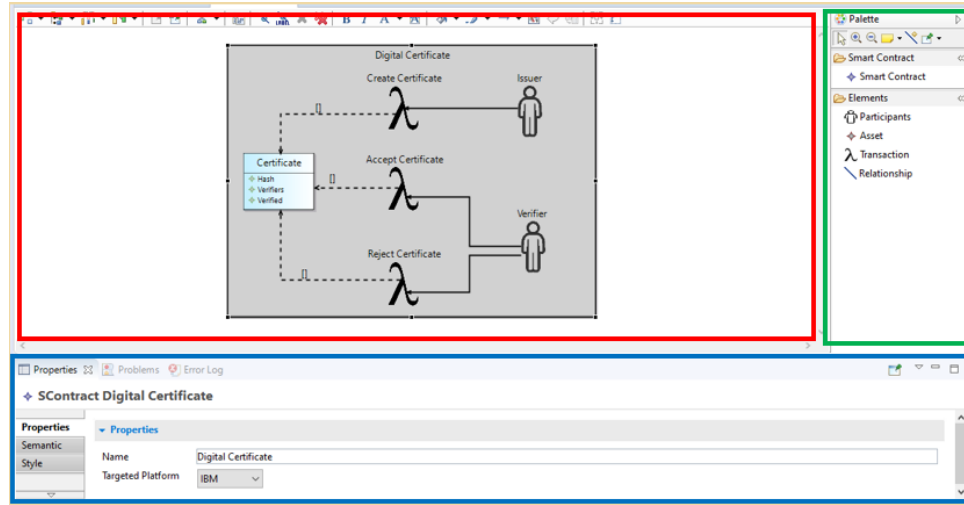 B I A A
Digital Certificate
Create Certificate
Issuer
λ
[]
Certificate
Hash
Verifiers
Verified
Accept Certificate
[]
λ
Verifier
Reject Certificate
[]
λ
Palette
Smart Contract
Smart Contract
Elements
Participants
Asset
λ Transaction
Relationship
Properties Problems Error Log
SContract Digital Certificate
Properties
Semantic
Style
Properties
Name Digital Certificate
Targeted Platform IBM